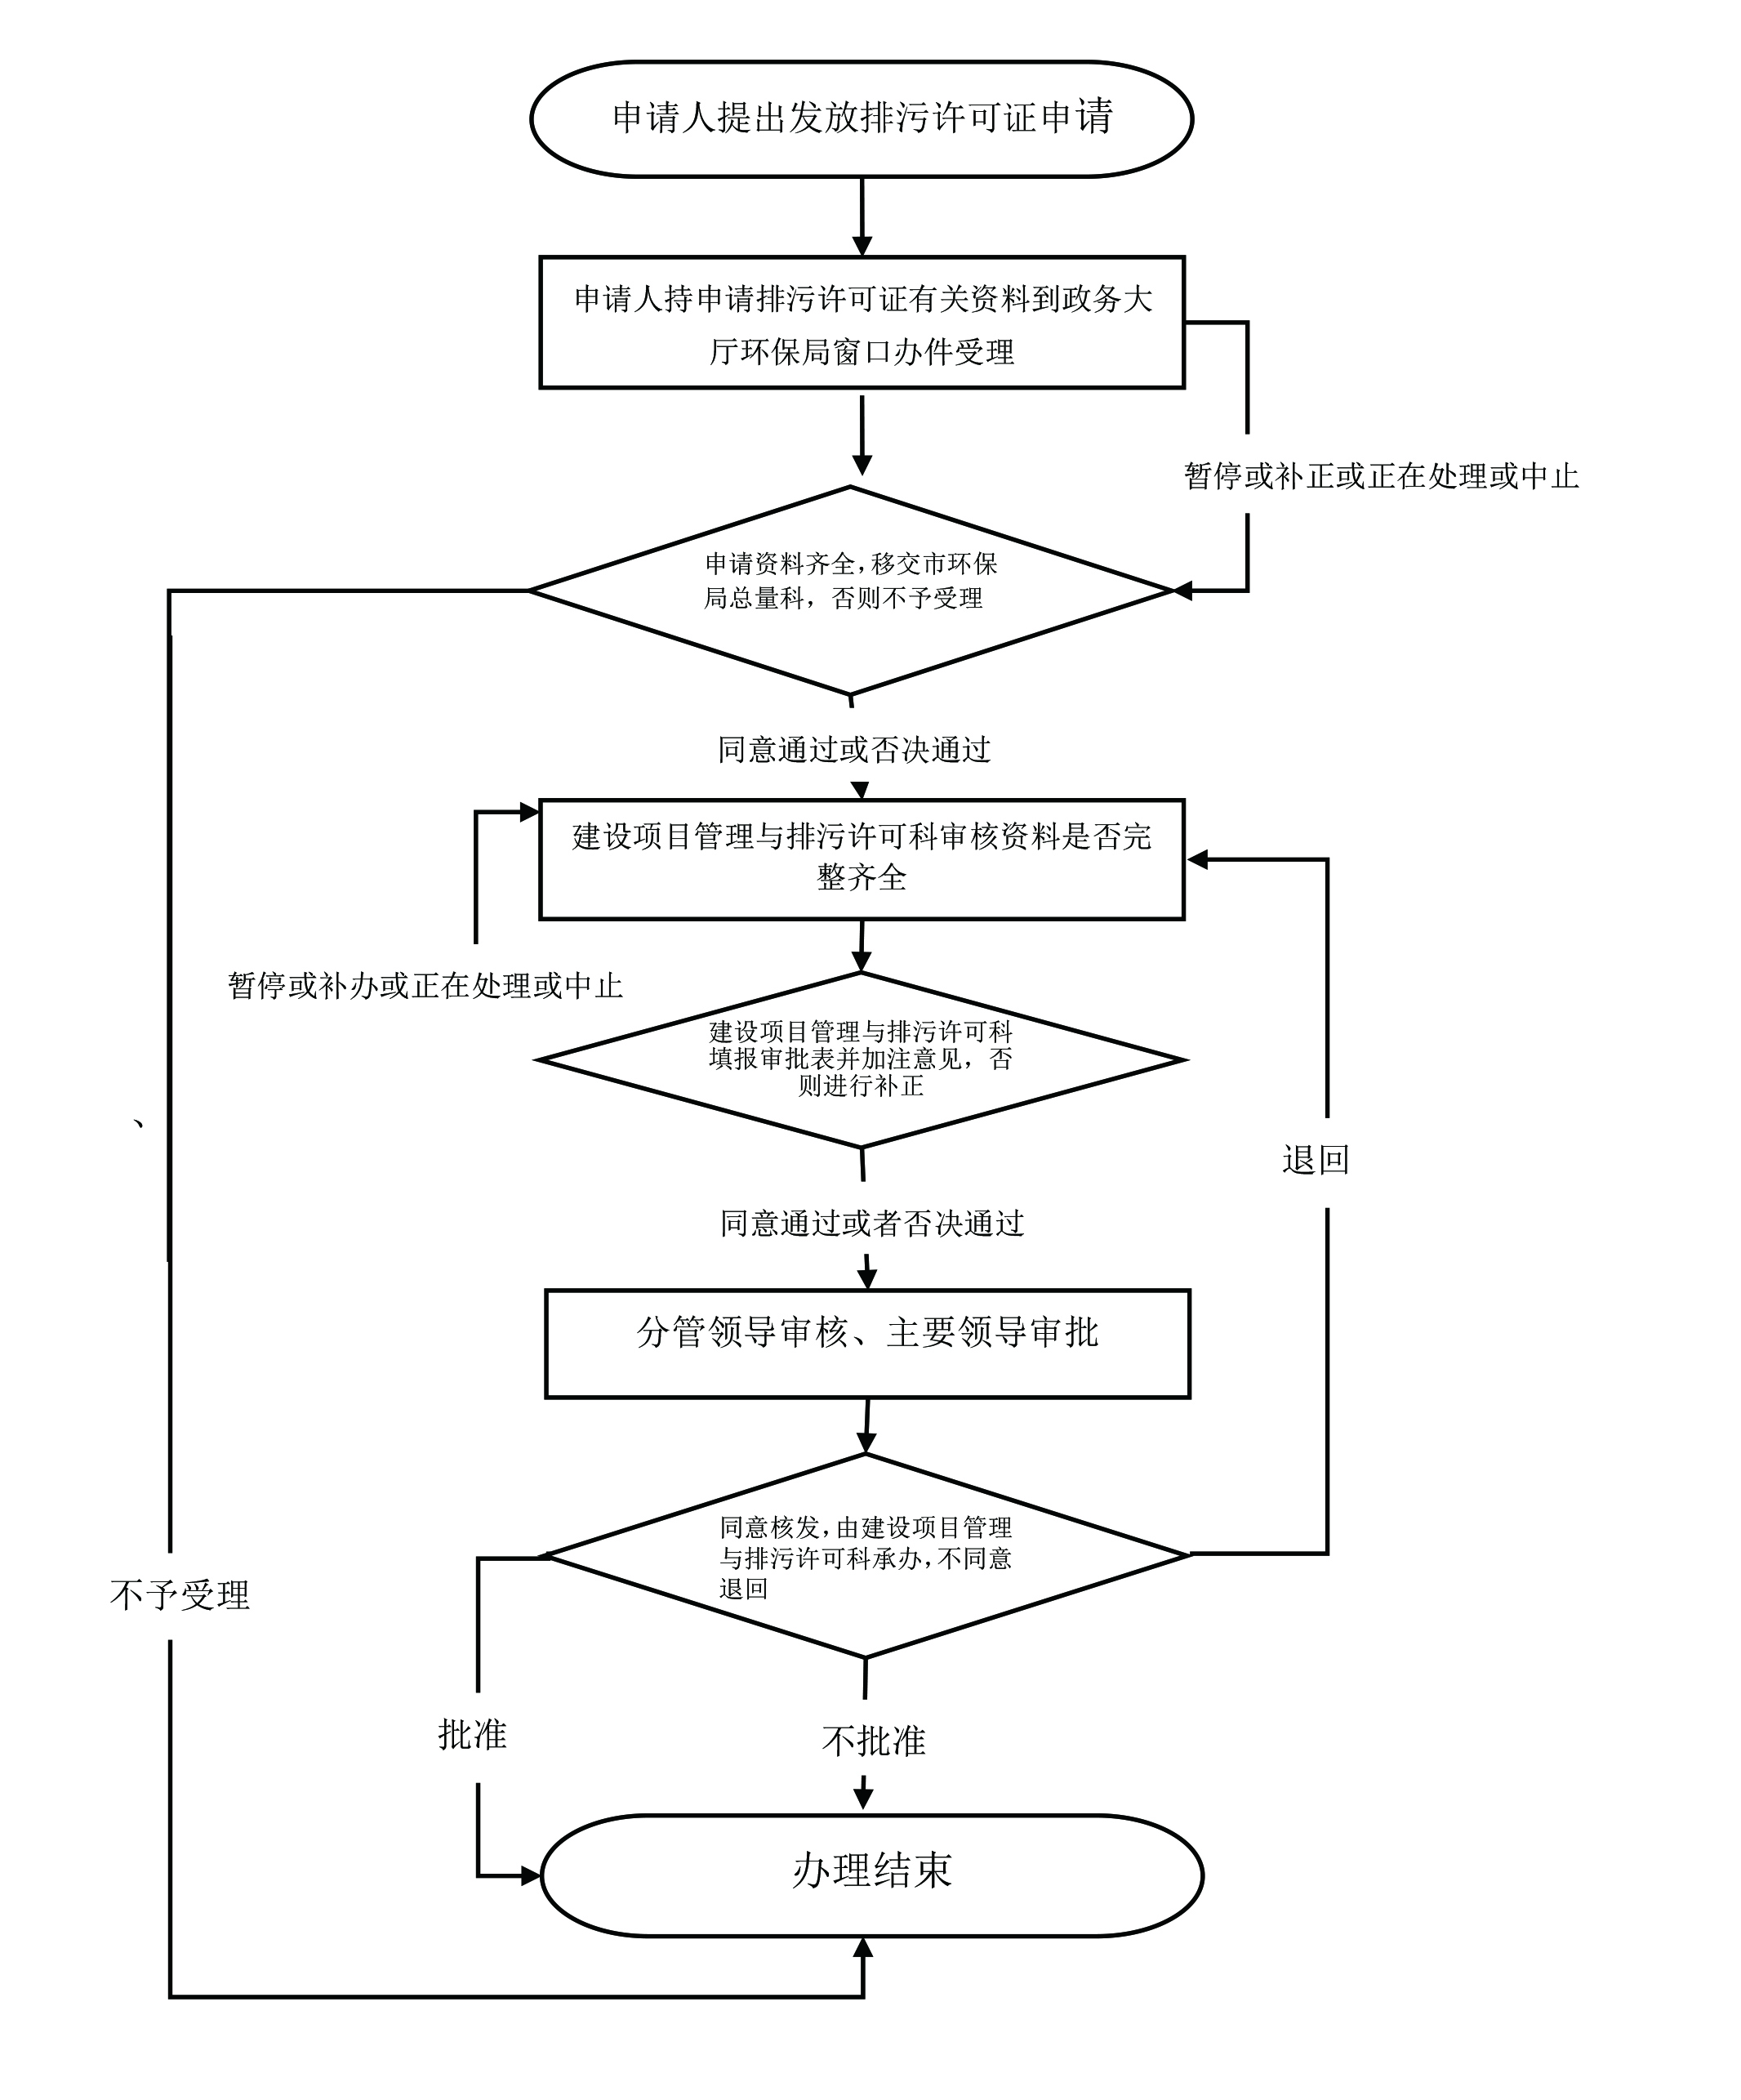 申请人提出发放排污许可证申请
申请人持申请排污许可证有关资料到政务大
厅环保局窗口办件受理
暂停或补正或正在处理或中止
申请资料齐全,移交市环保
局总量科，否则不予受理
同意通过或否决通过
建设项目管理与排污许可科审核资料是否完
整齐全
暂停或补办或正在处理或中止
建设项目管理与排污许可科
填报审批表并加注意见，否
则进行补正
、
退回
同意通过或者否决通过
分管领导审核、主要领导审批
同意核发,由建设项目管理
与排污许可科承办,不同意
退回
不予受理
批准
不批准
办理结束